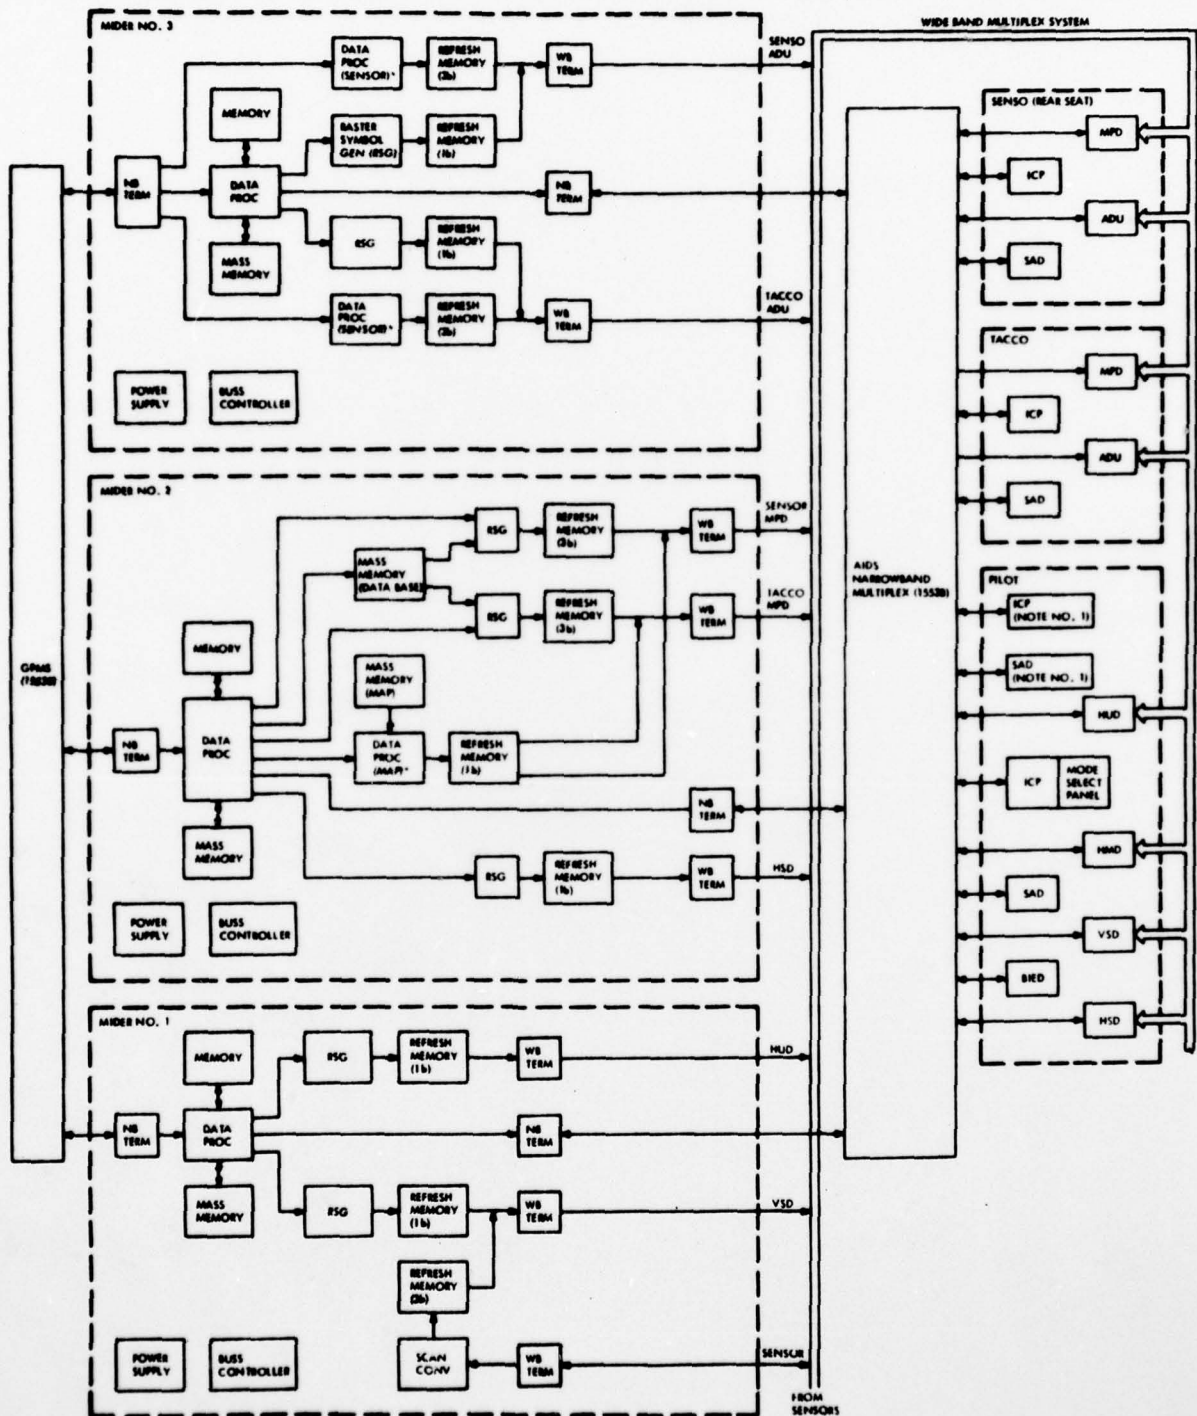 WIDE BAND MULTIPLEX SYSTEM
MIDER NO. 3
DATA
PROC
(SENSOR)*
REFRESH
MEMORY
WB
TERM
SENSO
ADU
MEMORY
RASTER
SYMBOL
GEN (RSG)
REFRESH
MEMORY
(1b)
NB
TERM
DATA
PROC
NB
TERM
MASS
MEMORY
RSG
REFRESH
MEMORY
(1b)
DATA
PROC
(SENSOR)*
REFRESH
MEMORY
WB
TERM
TACCO
ADU
POWER
SUPPLY
BUSS
CONTROLLER
MIDER NO. 2
RSG
REFRESH
MEMORY
WB
TERM
SENSOR
MPD
MASS
MEMORY
(DATA BASE)
RSG
REFRESH
MEMORY
WB
TERM
TACCO
MPD
MEMORY
MASS
MEMORY
(MAP)
GPMS
NB
TERM
DATA
PROC
DATA
PROC
(MAP)*
REFRESH
MEMORY
(1b)
NB
TERM
MASS
MEMORY
RSG
REFRESH
MEMORY
(1b)
WB
TERM
HSD
POWER
SUPPLY
BUSS
CONTROLLER
MIDER NO. 1
MEMORY
RSG
REFRESH
MEMORY
(1b)
WB
TERM
HUD
NB
TERM
DATA
PROC
NB
TERM
MASS
MEMORY
RSG
REFRESH
MEMORY
(1b)
WB
TERM
VSD
REFRESH
MEMORY
POWER
SUPPLY
BUSS
CONTROLLER
SCAN
CONV
WB
TERM
SENSOR
FROM
SENSORS
AIDS
NARROWBAND
MULTIPLEX (1553B)
SENSO (REAR SEAT)
MPD
ICP
ADU
SAD
TACCO
MPD
ICP
ADU
SAD
PILOT
ICP
(NOTE NO. 1)
SAD
(NOTE NO. 1)
HUD
ICP
MODE
SELECT
PANEL
HMD
SAD
VSD
BIED
HSD